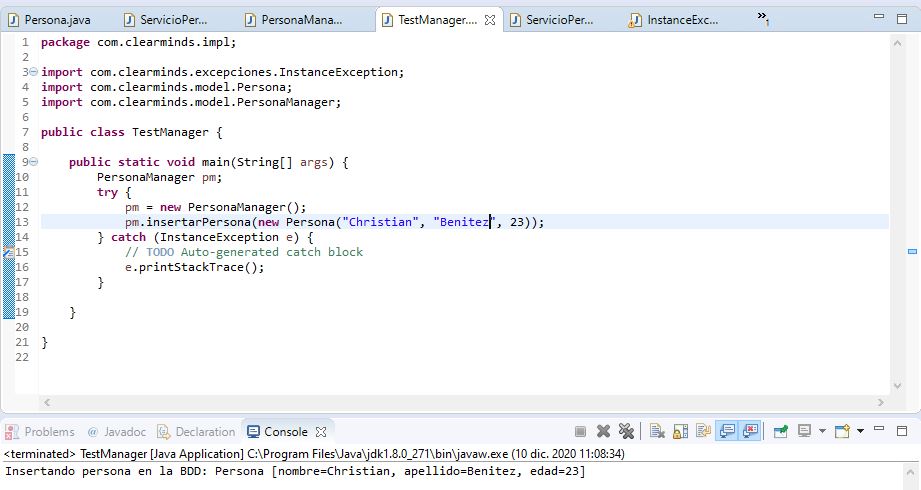 Persona.java ServicioPer... PersonaMana... TestManager.... ServicioPer... InstanceExc... »1
1 package com.clearminds.impl;
2
3 import com.clearminds.excepciones.InstanceException;
4 import com.clearminds.model.Persona;
5 import com.clearminds.model.PersonaManager;
6
7 public class TestManager {
8
9     public static void main(String[] args) {
10         PersonaManager pm;
11         try {
12             pm = new PersonaManager();
13             pm.insertarPersona(new Persona("Christian", "Benitez", 23));
14         } catch (InstanceException e) {
15             // TODO Auto-generated catch block
16             e.printStackTrace();
17         }
18
19     }
20
21 }
22
Problems @ Javadoc Declaration Console
<terminated> TestManager [Java Application] C:\Program Files\Java\jdk1.8.0_271\bin\javaw.exe (10 dic. 2020 11:08:34)
Insertando persona en la BDD: Persona [nombre=Christian, apellido=Benitez, edad=23]